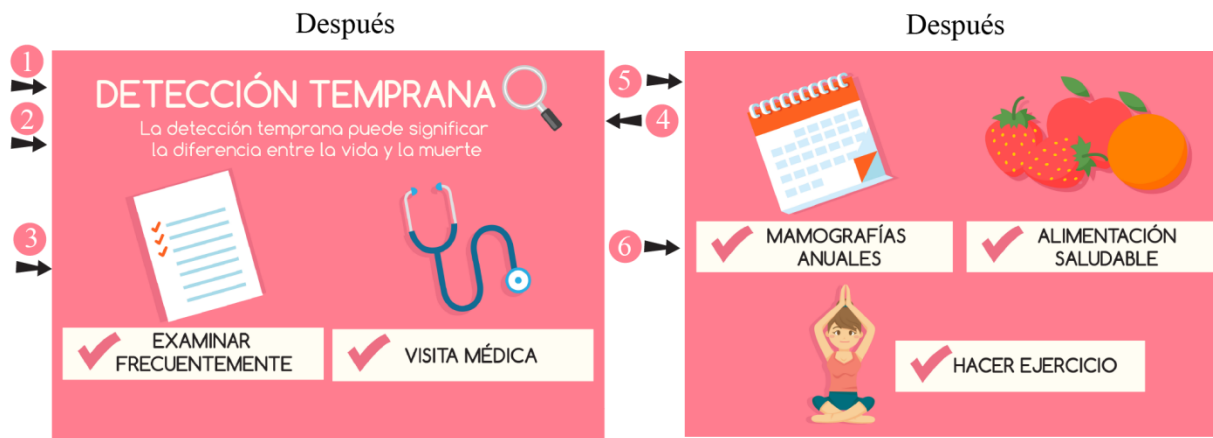 Después
1
DETECCIÓN TEMPRANA
2
La detección temprana puede significar
la diferencia entre la vida y la muerte
3
EXAMINAR
FRECUENTEMENTE
VISITA MÉDICA
Después
5
4
6
MAMOGRAFÍAS
ANUALES
ALIMENTACIÓN
SALUDABLE
HACER EJERCICIO